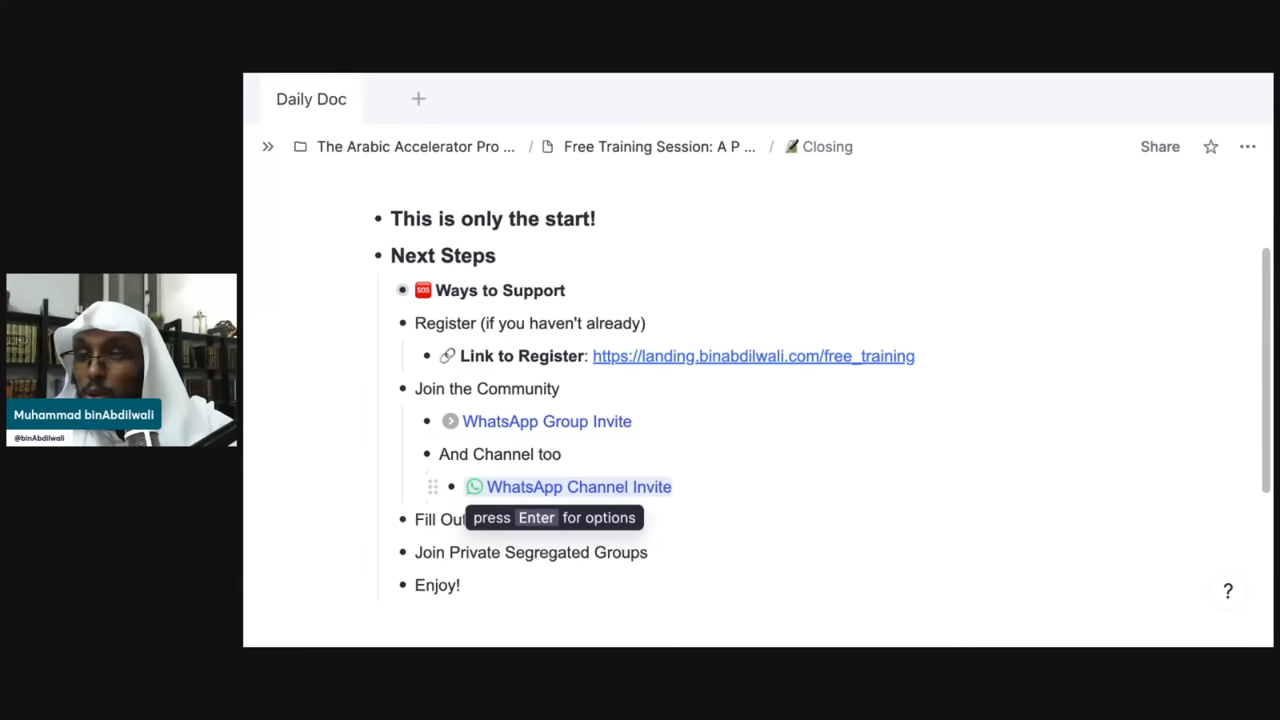 Daily Doc
The Arabic Accelerator Pro ... / Free Training Session: A P ... / Closing
Share
This is only the start!
Next Steps
SOS Ways to Support
Register (if you haven't already)
Link to Register: https://landing.binabdilwali.com/free_training
Join the Community
WhatsApp Group Invite
And Channel too
WhatsApp Channel Invite
press Enter for options
Fill
Join Private Segregated Groups
Enjoy!
?
Muhammad binAbdilwali
@binAbdilwali